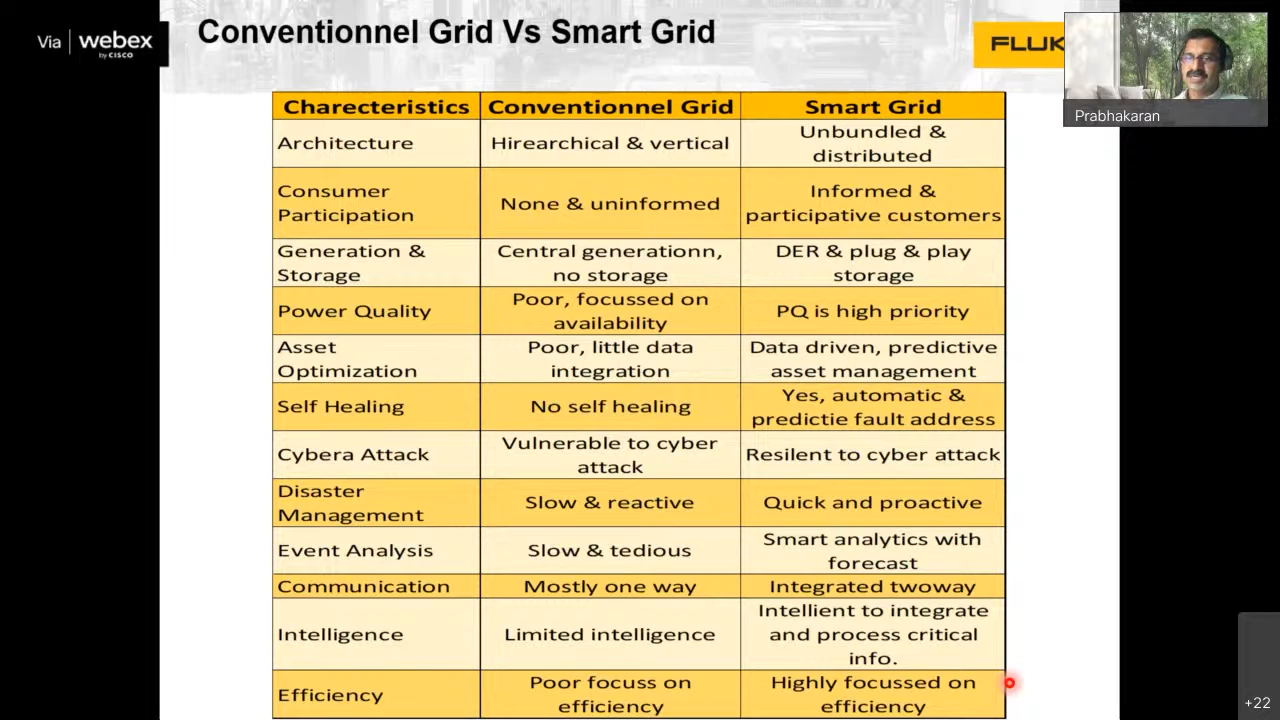 Via | webex
by CISCO
Conventionnel Grid Vs Smart Grid
FLUK
Prabhakaran
Charecteristics Conventionnel Grid Smart Grid
Architecture
Hirearchical & vertical
Unbundled &
distributed
Consumer
Participation
None & uninformed
Informed &
participative customers
Generation &
Storage
Central generationn,
no storage
DER & plug & play
storage
Power Quality
Poor, focussed on
availability
PQ is high priority
Asset
Optimization
Poor, little data
integration
Data driven, predictive
asset management
Self Healing
No self healing
Yes, automatic &
predictie fault address
Cybera Attack
Vulnerable to cyber
attack
Resilent to cyber attack
Disaster
Management
Slow & reactive
Quick and proactive
Event Analysis
Slow & tedious
Smart analytics with
forecast
Communication
Mostly one way
Integrated twoway
Intelligence
Limited intelligence
Intellient to integrate
and process critical
info.
Efficiency
Poor focuss on
efficiency
Highly focussed on
efficiency
+22